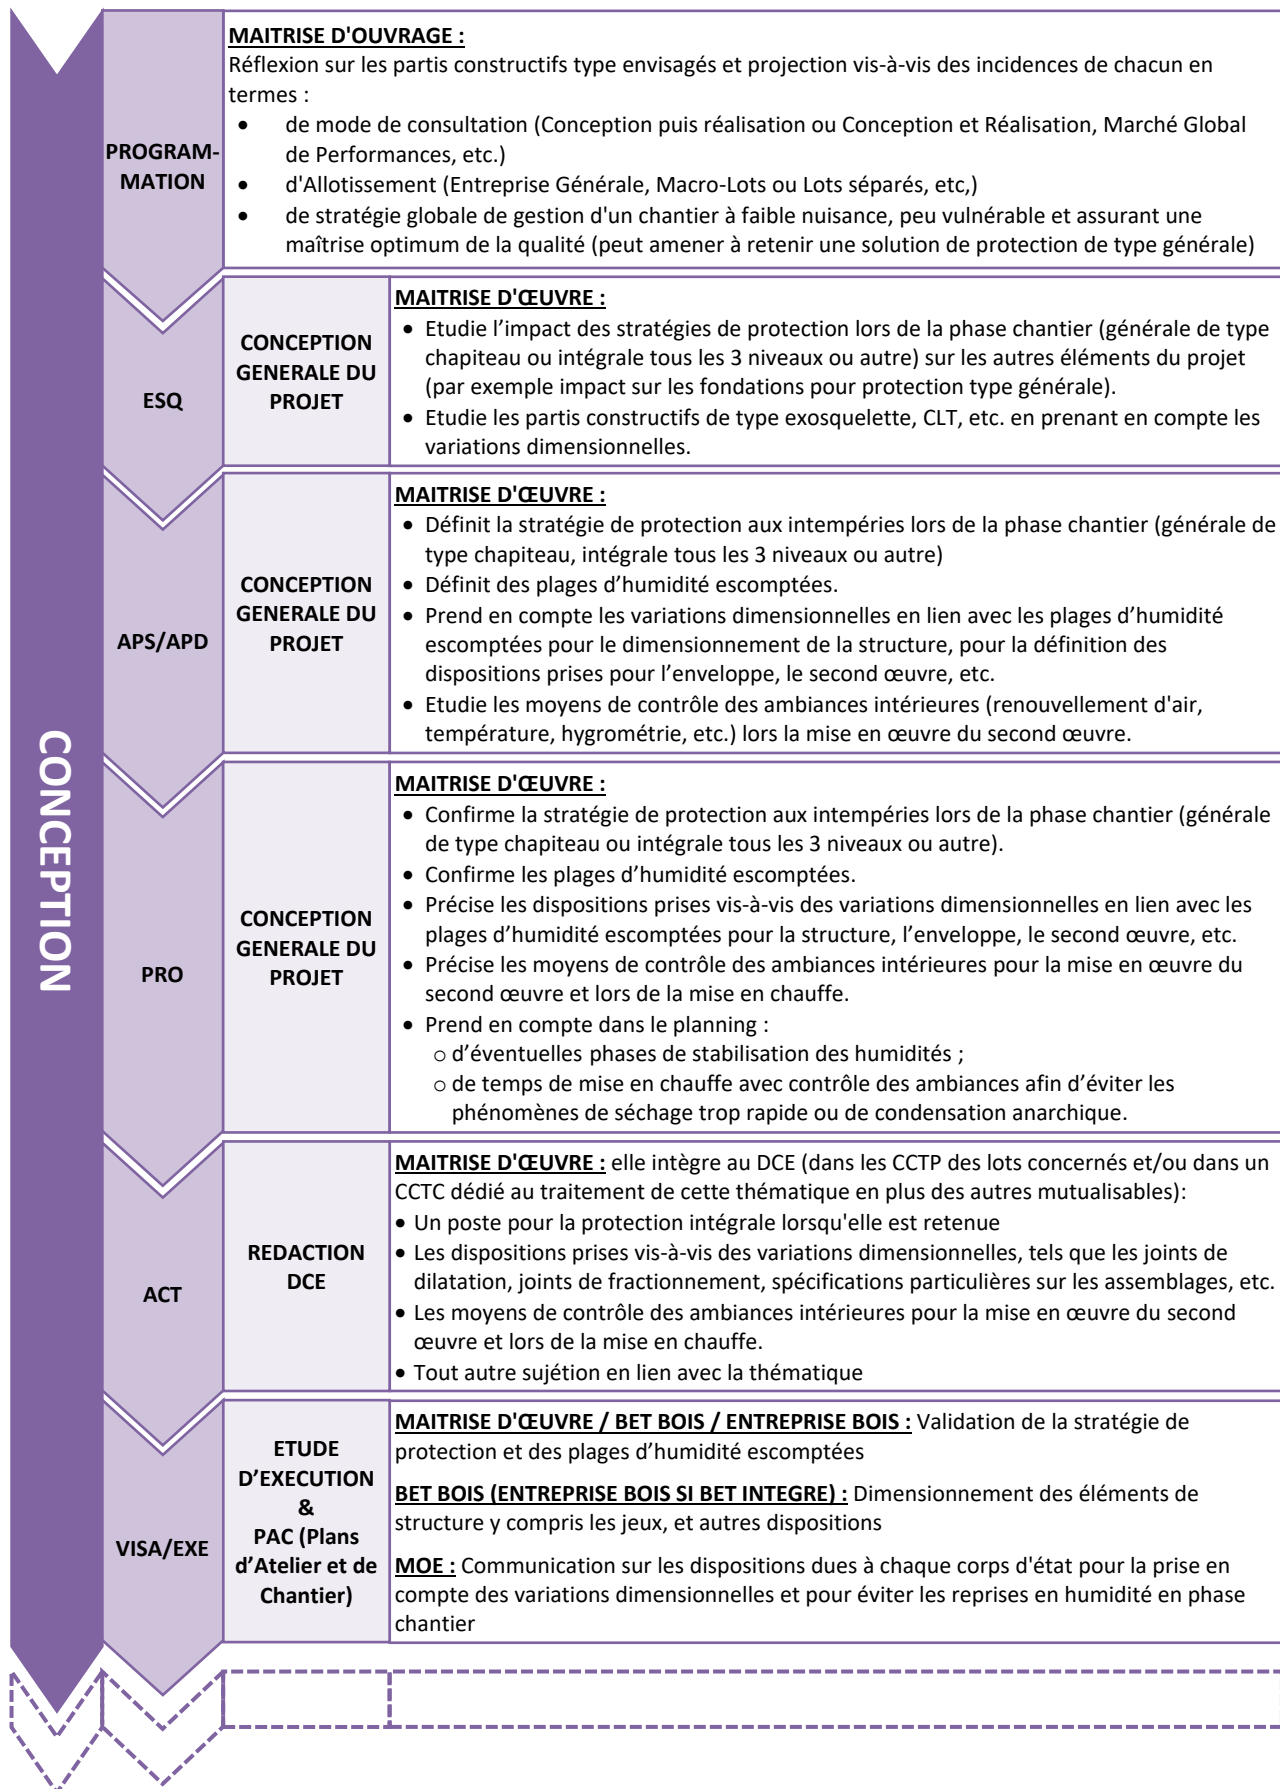 CONCEPTION
PROGRAM-
MATION
MAITRISE D'OUVRAGE :
Réflexion sur les partis constructifs type envisagés et projection vis-à-vis des incidences de chacun en
termes :
• de mode de consultation (Conception puis réalisation ou Conception et Réalisation, Marché Global
de Performances, etc.)
• d'Allotissement (Entreprise Générale, Macro-Lots ou Lots séparés, etc,)
• de stratégie globale de gestion d'un chantier à faible nuisance, peu vulnérable et assurant une
maîtrise optimum de la qualité (peut amener à retenir une solution de protection de type générale)
ESQ
CONCEPTION
GENERALE DU
PROJET
MAITRISE D'ŒUVRE :
• Etudie l’impact des stratégies de protection lors de la phase chantier (générale de type
chapiteau ou intégrale tous les 3 niveaux ou autre) sur les autres éléments du projet
(par exemple impact sur les fondations pour protection type générale).
• Etudie les partis constructifs de type exosquelette, CLT, etc. en prenant en compte les
variations dimensionnelles.
APS/APD
CONCEPTION
GENERALE DU
PROJET
MAITRISE D'ŒUVRE :
• Définit la stratégie de protection aux intempéries lors de la phase chantier (générale de
type chapiteau, intégrale tous les 3 niveaux ou autre)
• Définit des plages d’humidité escomptées.
• Prend en compte les variations dimensionnelles en lien avec les plages d’humidité
escomptées pour le dimensionnement de la structure, pour la définition des
dispositions prises pour l’enveloppe, le second œuvre, etc.
• Etudie les moyens de contrôle des ambiances intérieures (renouvellement d'air,
température, hygrométrie, etc.) lors la mise en œuvre du second œuvre.
PRO
CONCEPTION
GENERALE DU
PROJET
MAITRISE D'ŒUVRE :
• Confirme la stratégie de protection aux intempéries lors de la phase chantier (générale
de type chapiteau ou intégrale tous les 3 niveaux ou autre).
• Confirme les plages d’humidité escomptées.
• Précise les dispositions prises vis-à-vis des variations dimensionnelles en lien avec les
plages d’humidité escomptées pour la structure, l’enveloppe, le second œuvre, etc.
• Précise les moyens de contrôle des ambiances intérieures pour la mise en œuvre du
second œuvre et lors de la mise en chauffe.
• Prend en compte dans le planning :
o d’éventuelles phases de stabilisation des humidités ;
o de temps de mise en chauffe avec contrôle des ambiances afin d’éviter les
phénomènes de séchage trop rapide ou de condensation anarchique.
ACT
REDACTION
DCE
MAITRISE D'ŒUVRE : elle intègre au DCE (dans les CCTP des lots concernés et/ou dans un
CCTC dédié au traitement de cette thématique en plus des autres mutualisables):
• Un poste pour la protection intégrale lorsqu'elle est retenue
• Les dispositions prises vis-à-vis des variations dimensionnelles, tels que les joints de
dilatation, joints de fractionnement, spécifications particulières sur les assemblages, etc.
• Les moyens de contrôle des ambiances intérieures pour la mise en œuvre du second
œuvre et lors de la mise en chauffe.
• Tout autre sujétion en lien avec la thématique
VISA/EXE
ETUDE
D’EXECUTION
&
PAC (Plans
d’Atelier et de
Chantier)
MAITRISE D'ŒUVRE / BET BOIS / ENTREPRISE BOIS : Validation de la stratégie de
protection et des plages d’humidité escomptées
BET BOIS (ENTREPRISE BOIS SI BET INTEGRE) : Dimensionnement des éléments de
structure y compris les jeux, et autres dispositions
MOE : Communication sur les dispositions dues à chaque corps d'état pour la prise en
compte des variations dimensionnelles et pour éviter les reprises en humidité en phase
chantier